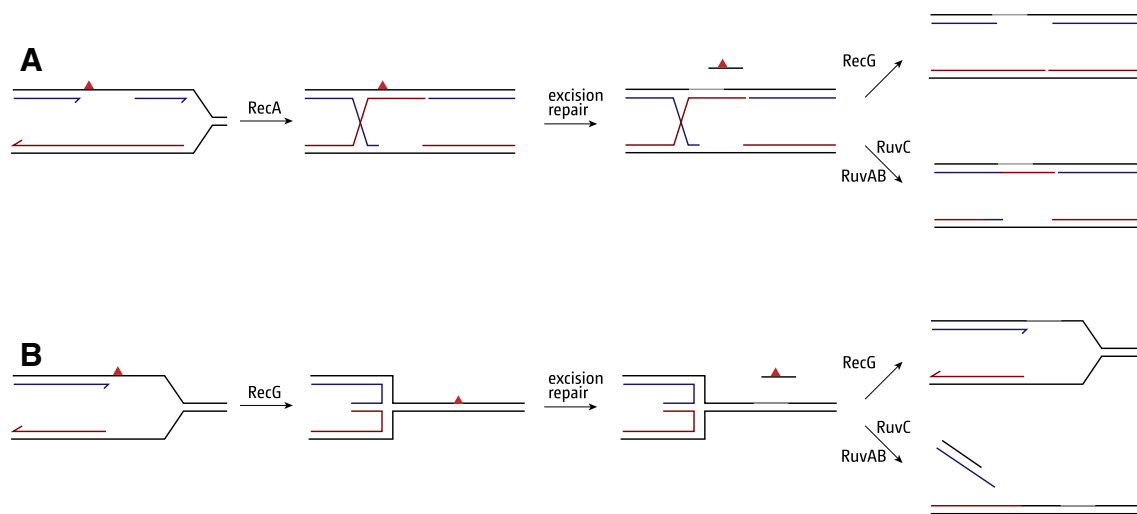 A
RecA
excision
repair
RecG
RuvC
RuvAB
B
RecG
excision
repair
RecG
RuvC
RuvAB